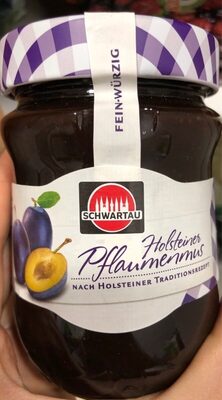 FEIN-WÜRZIG
SCHWARTAU
Holsteiner
Pflaumenmus
NACH HOLSTEINER TRADITIONSREZEPT